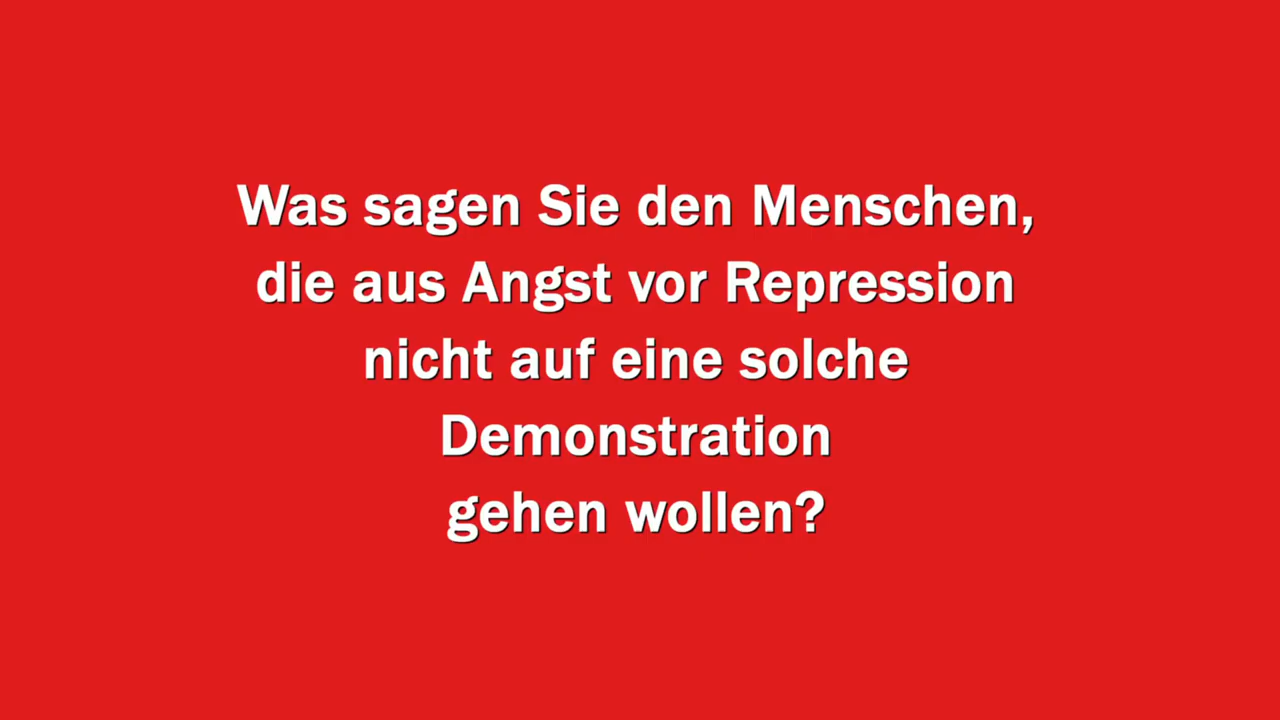 Was sagen Sie den Menschen,
die aus Angst vor Repression
nicht auf eine solche
Demonstration
gehen wollen?